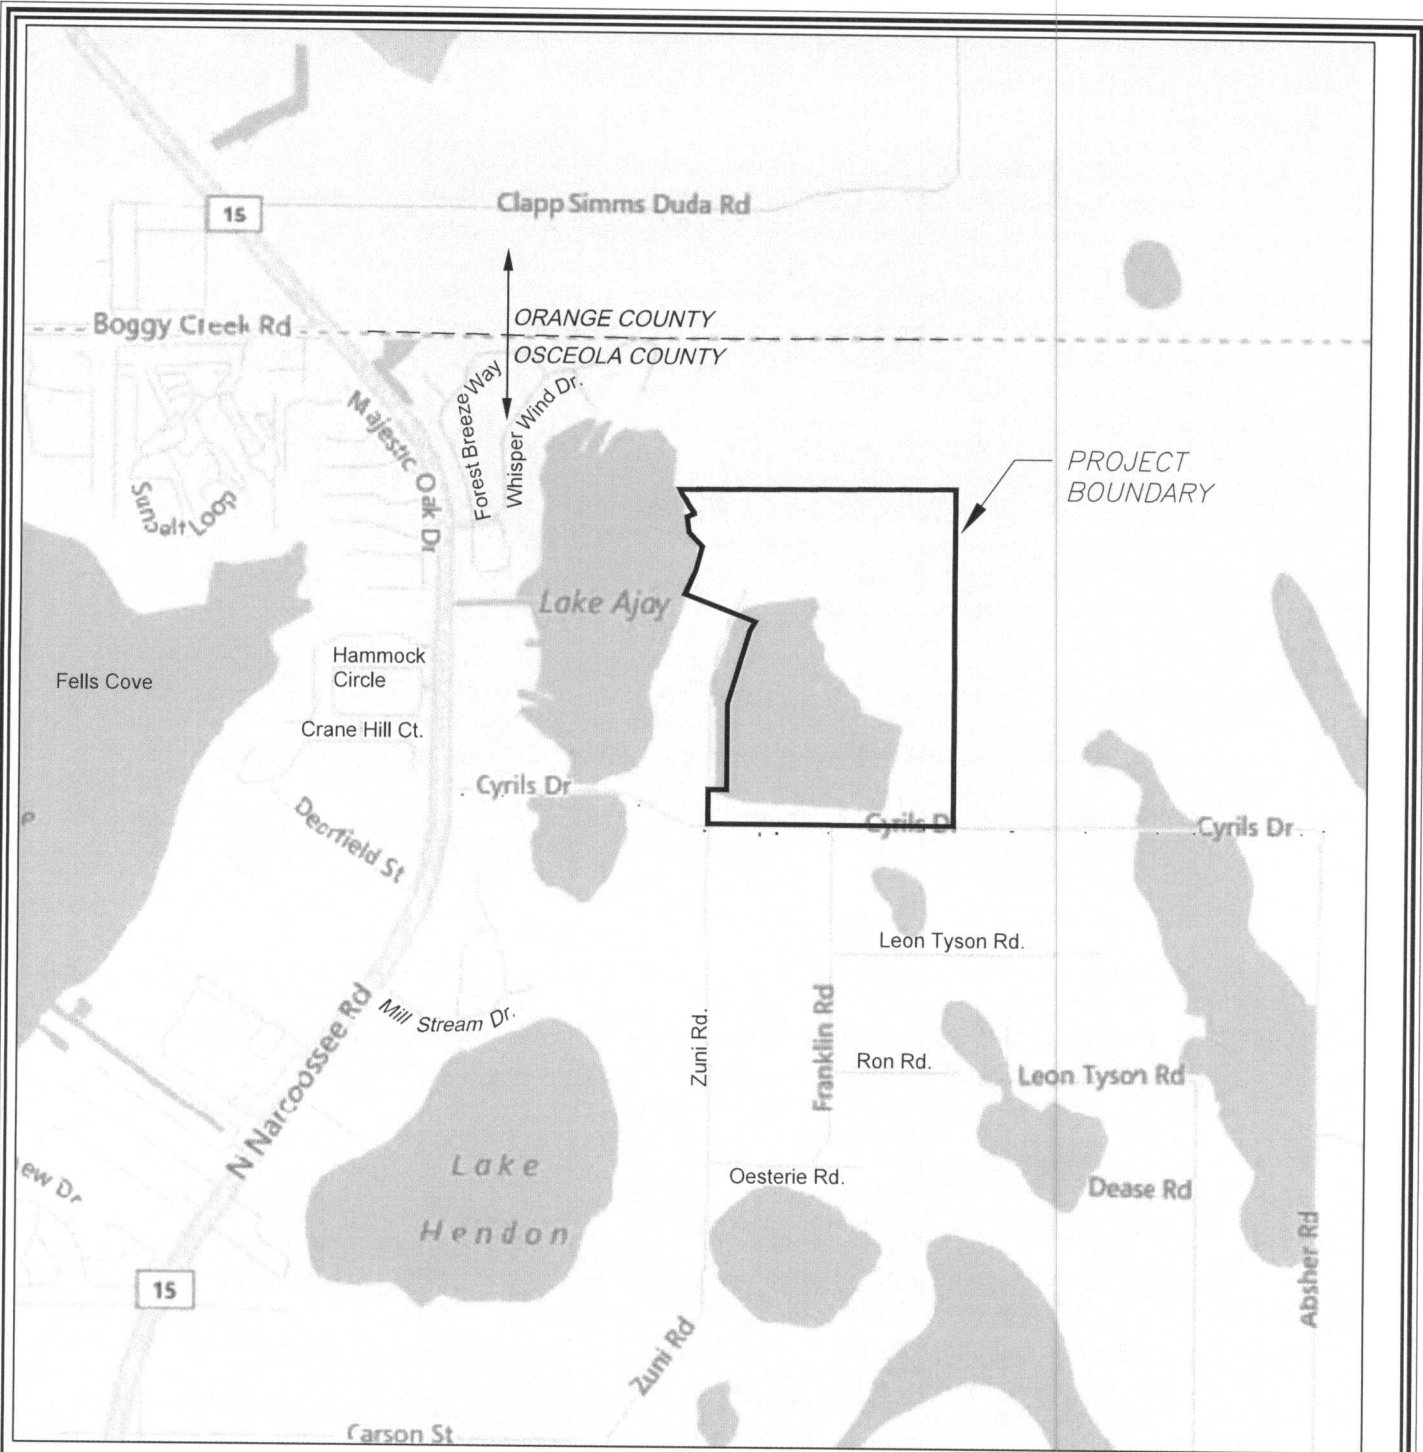 15
Clapp Simms Duda Rd
Boggy Creek Rd
ORANGE COUNTY
OSCEOLA COUNTY
Majestic Oak Dr
Forest Breeze Way
Whisper Wind Dr.
PROJECT
BOUNDARY
Loop
Lake Ajay
Hammock
Circle
Fells Cove
Crane Hill Ct.
Cyrils Dr
Deerfield St
Cyrils Dr
Cyrils Dr
Leon Tyson Rd.
N Narcoossee Rd
Mill Stream Dr.
Zuni Rd.
Franklin Rd
Ron Rd.
Leon Tyson Rd
Lake
Hendon
Oesterie Rd.
Dease Rd
Absher Rd
15
Zuni Rd
Carson St